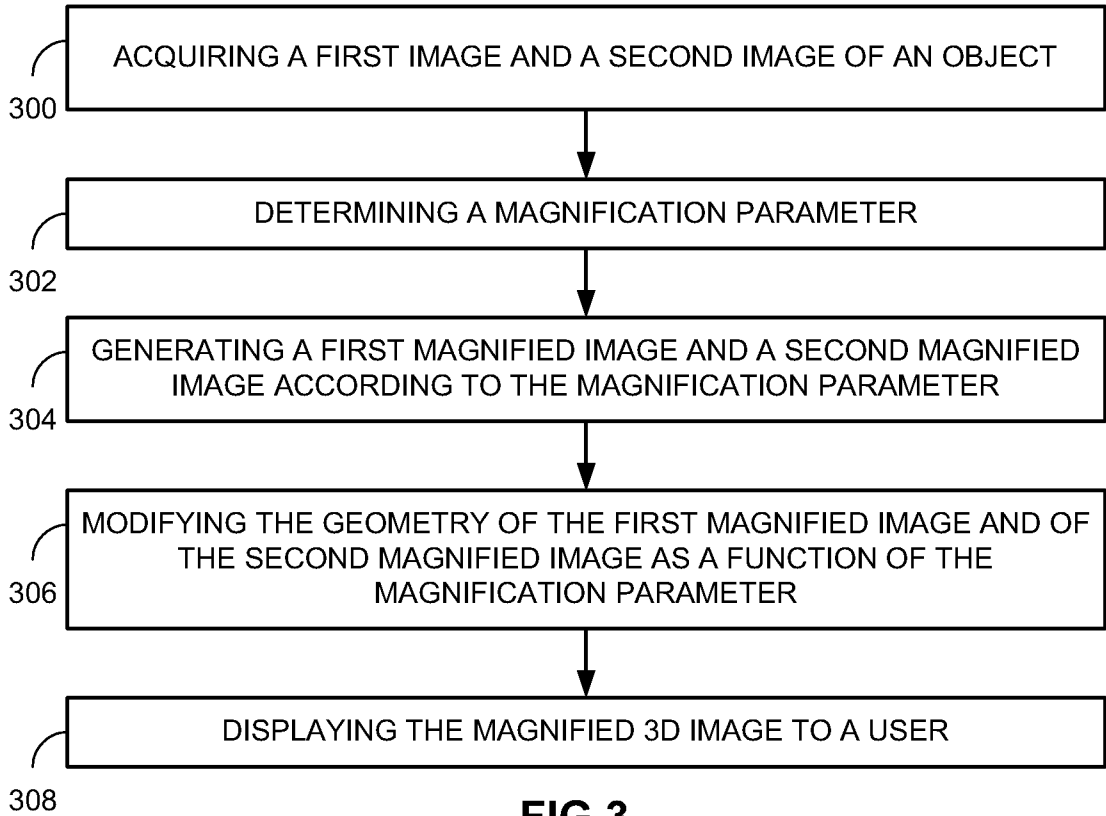 ACQUIRING A FIRST IMAGE AND A SECOND IMAGE OF AN OBJECT
300
DETERMINING A MAGNIFICATION PARAMETER
302
GENERATING A FIRST MAGNIFIED IMAGE AND A SECOND MAGNIFIED
IMAGE ACCORDING TO THE MAGNIFICATION PARAMETER
304
MODIFYING THE GEOMETRY OF THE FIRST MAGNIFIED IMAGE AND OF
THE SECOND MAGNIFIED IMAGE AS A FUNCTION OF THE
MAGNIFICATION PARAMETER
306
DISPLAYING THE MAGNIFIED 3D IMAGE TO A USER
308
FIG.3